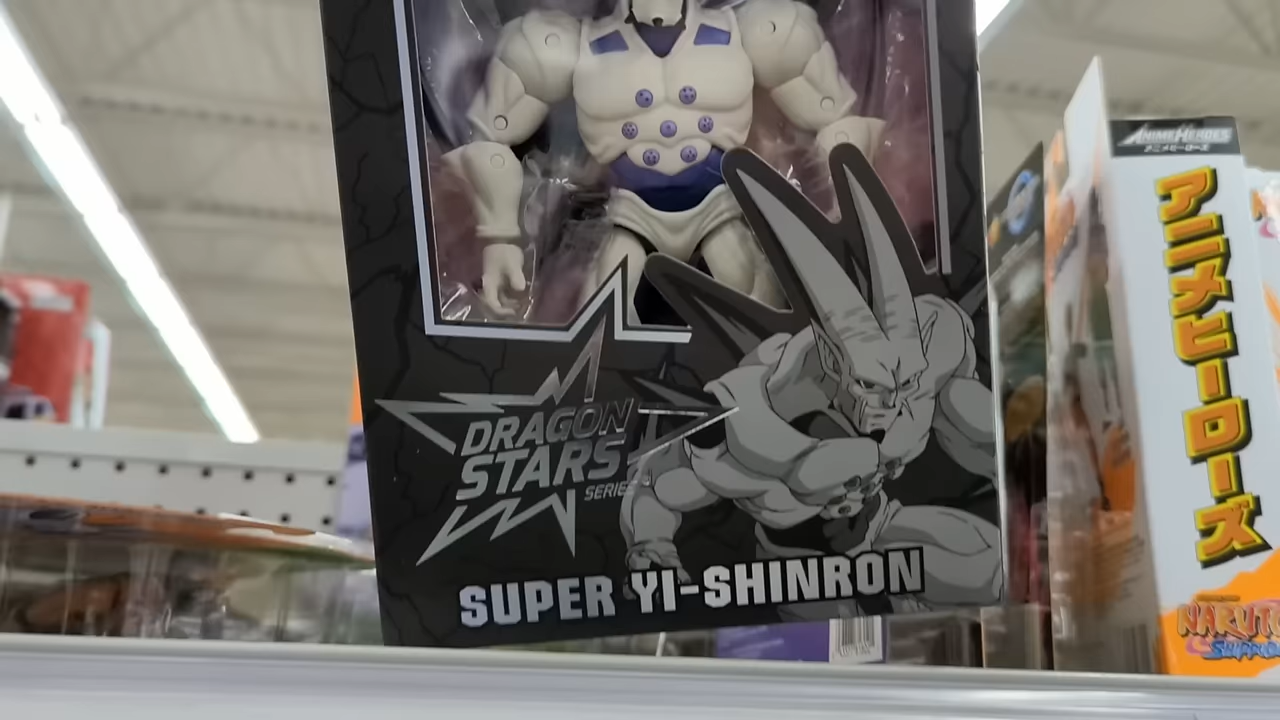 DRAGON
STARS
SERIES
SUPER YI-SHINRON
ANIME HEROES
アニメヒーローズ
アニメヒーローズ
NARUTO
SHIPPUDEN